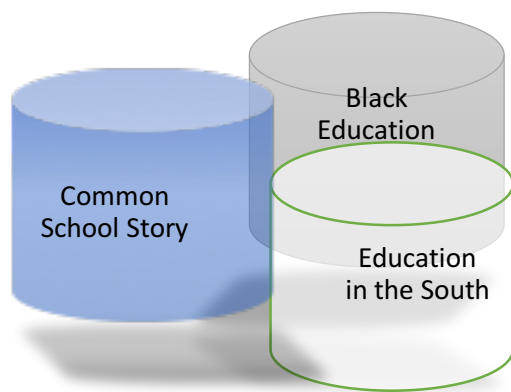 Black
Education
Common
School Story
Education
in the South